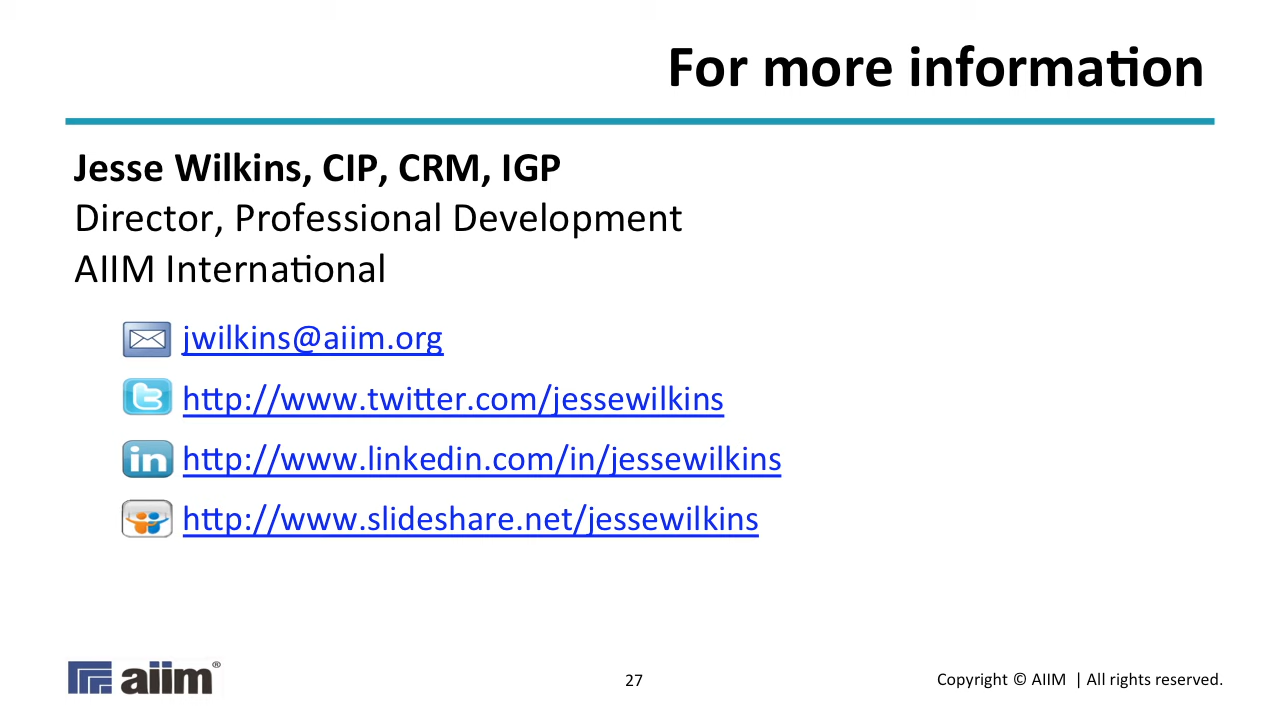 For more information
Jesse Wilkins, CIP, CRM, IGP
Director, Professional Development
AIIM International
jwilkins@aiim.org
http://www.twitter.com/jessewilkins
in http://www.linkedin.com/in/jessewilkins
http://www.slideshare.net/jessewilkins
aiim®
27
Copyright © AIIM | All rights reserved.